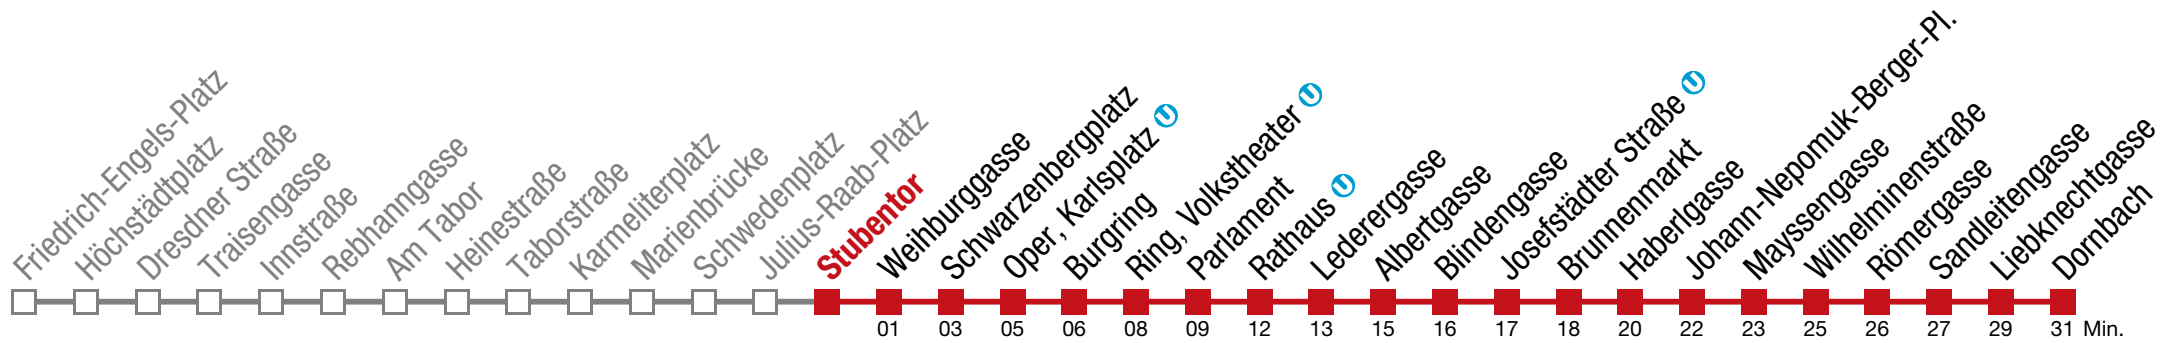 Friedrich-Engels-Platz
Höchstädtplatz
Dresdner Straße
Traisengasse
Innstraße
Rebhanngasse
Am Tabor
Heinestraße
Taborstraße
Karmeliterplatz
Marienbrücke
Schwedenplatz
Julius-Raab-Platz
Stubentor
Weihburggasse
Schwarzenbergplatz
Oper, Karlsplatz U
Burgring
Ring, Volkstheater U
Parlament
Rathaus U
Lederergasse
Albertgasse
Blindengasse
Josefstädter Straße U
Brunnenmarkt
Haberlgasse
Johann-Nepomuk-Berger-Pl.
Mayssengasse
Wilhelminenstraße
Römergasse
Sandleitengasse
Liebknechtgasse
Dornbach
01 03 05 06 08 09 12 13 15 16 17 18 20 22 23 25 26 27 29 31 Min.